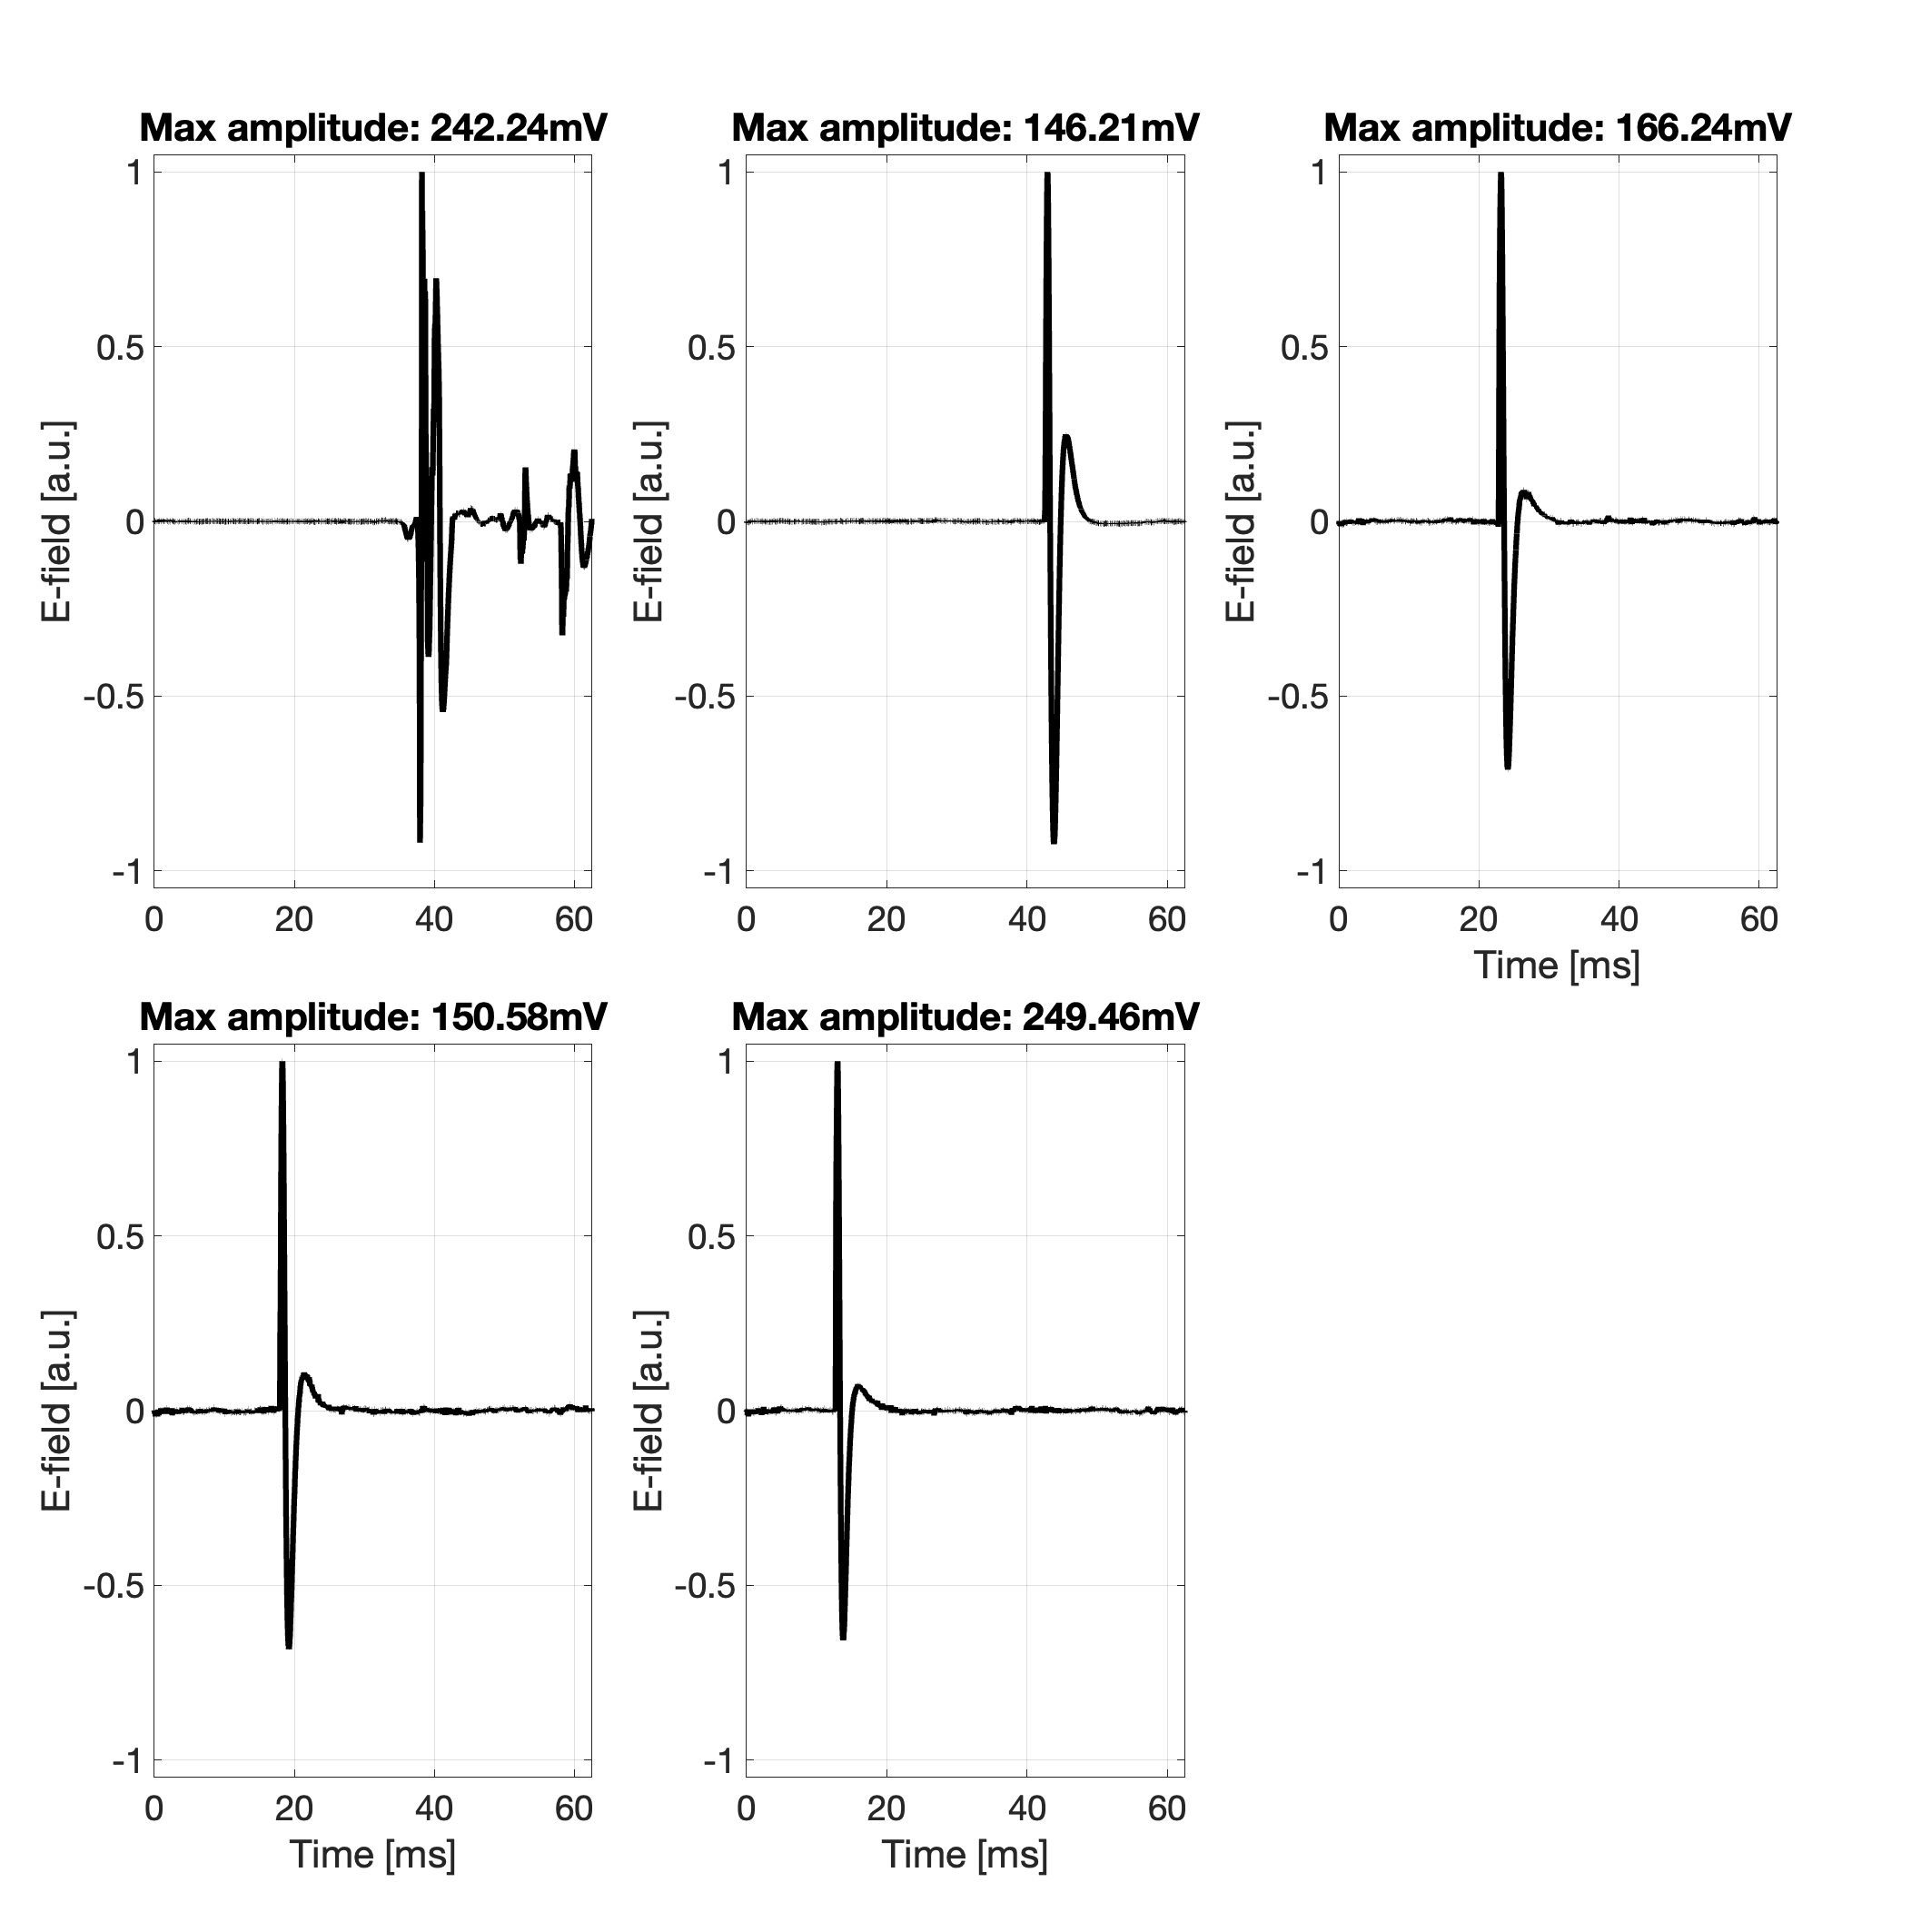 Max amplitude: 242.24mV
1
0.5
0
-0.5
-1
E-field [a.u.]
0 20 40 60
Max amplitude: 146.21mV
1
0.5
0
-0.5
-1
E-field [a.u.]
0 20 40 60
Max amplitude: 166.24mV
1
0.5
0
-0.5
-1
E-field [a.u.]
0 20 40 60
Time [ms]
Max amplitude: 150.58mV
1
0.5
0
-0.5
-1
E-field [a.u.]
0 20 40 60
Time [ms]
Max amplitude: 249.46mV
1
0.5
0
-0.5
-1
E-field [a.u.]
0 20 40 60
Time [ms]